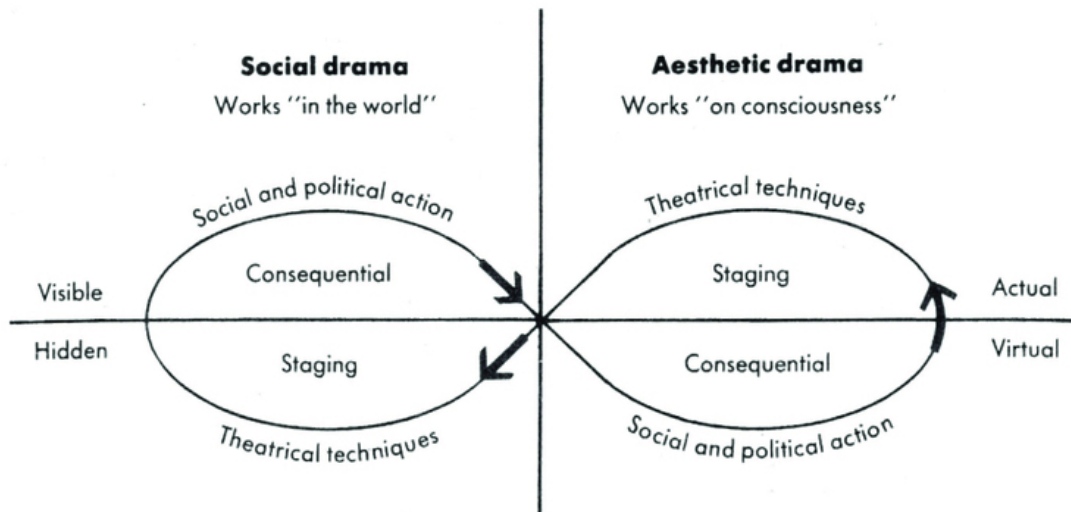 Social drama
Works "in the world"
Aesthetic drama
Works "on consciousness"
Social and political action
Theatrical techniques
Consequential
Staging
Visible
Actual
Hidden
Virtual
Staging
Consequential
Theatrical techniques
Social and political action